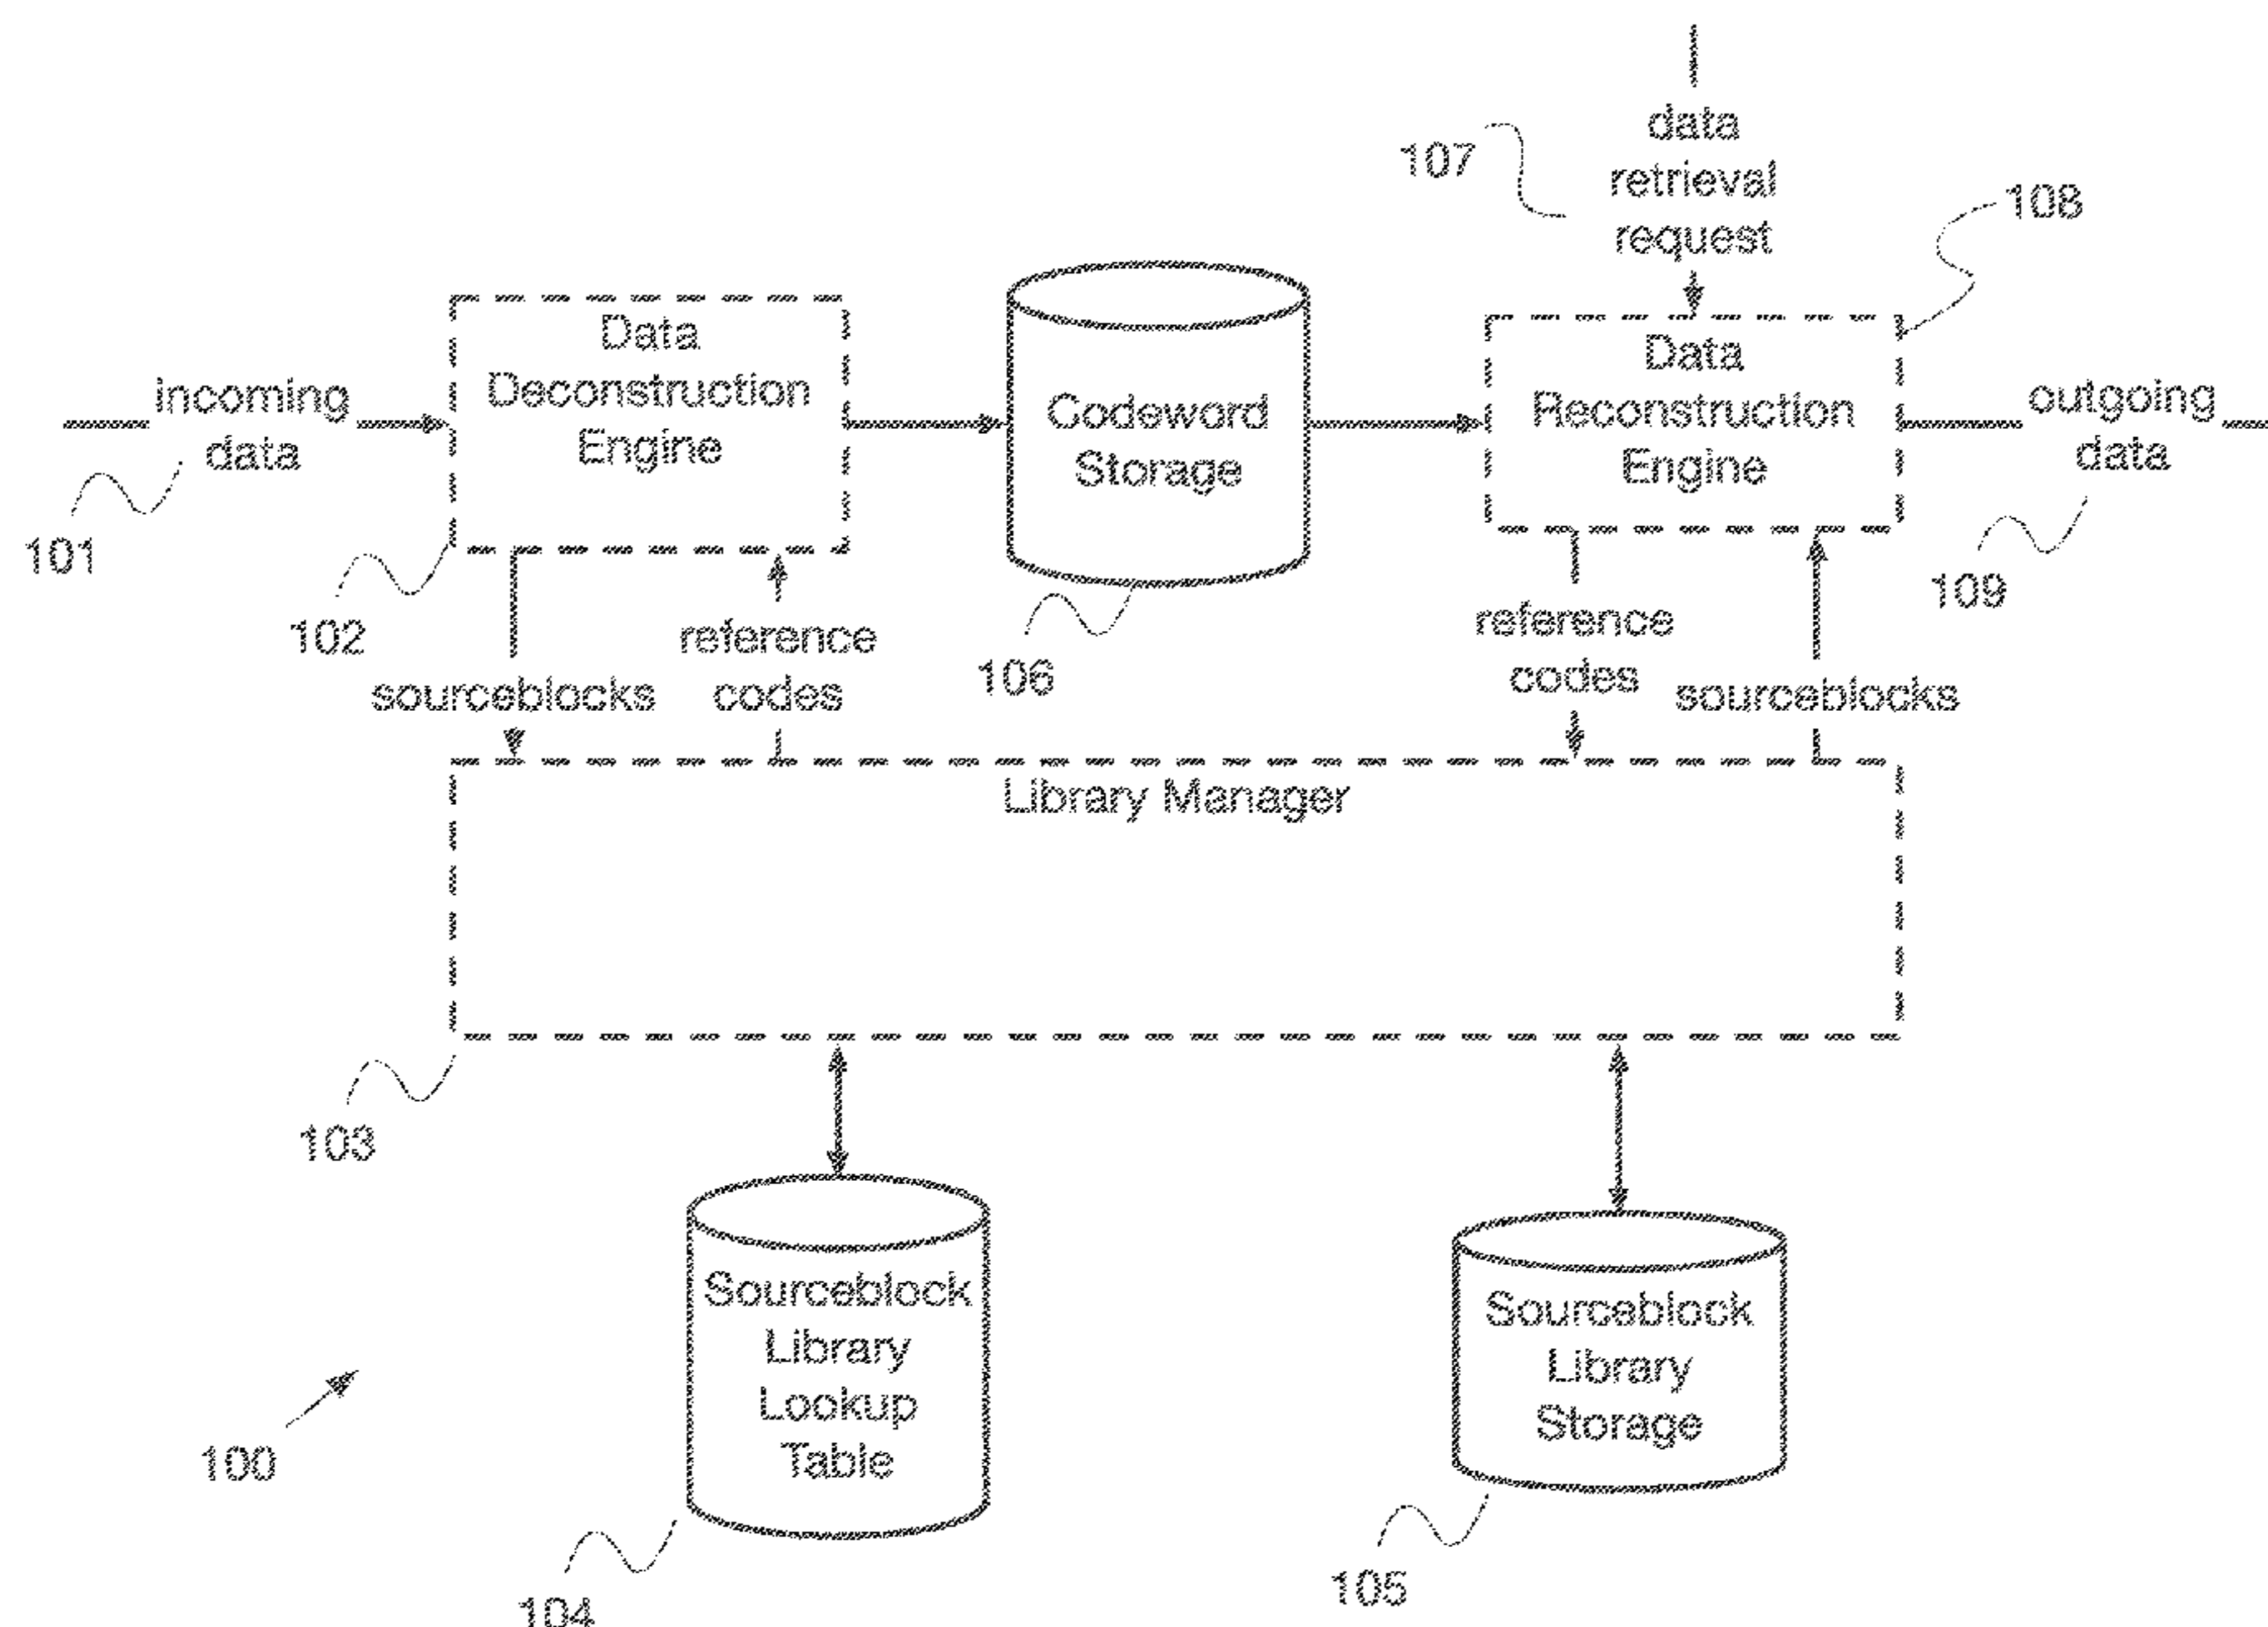 data
retrieval
request
107
108
Data
Deconstruction
Engine
incoming
data
101
102
Codeword
Storage
106
Data
Reconstruction
Engine
outgoing
data
109
sourceblocks
reference
codes
reference
codes
sourceblocks
Library Manager
103
Sourceblock
Library
Lookup
Table
104
Sourceblock
Library
Storage
105
100